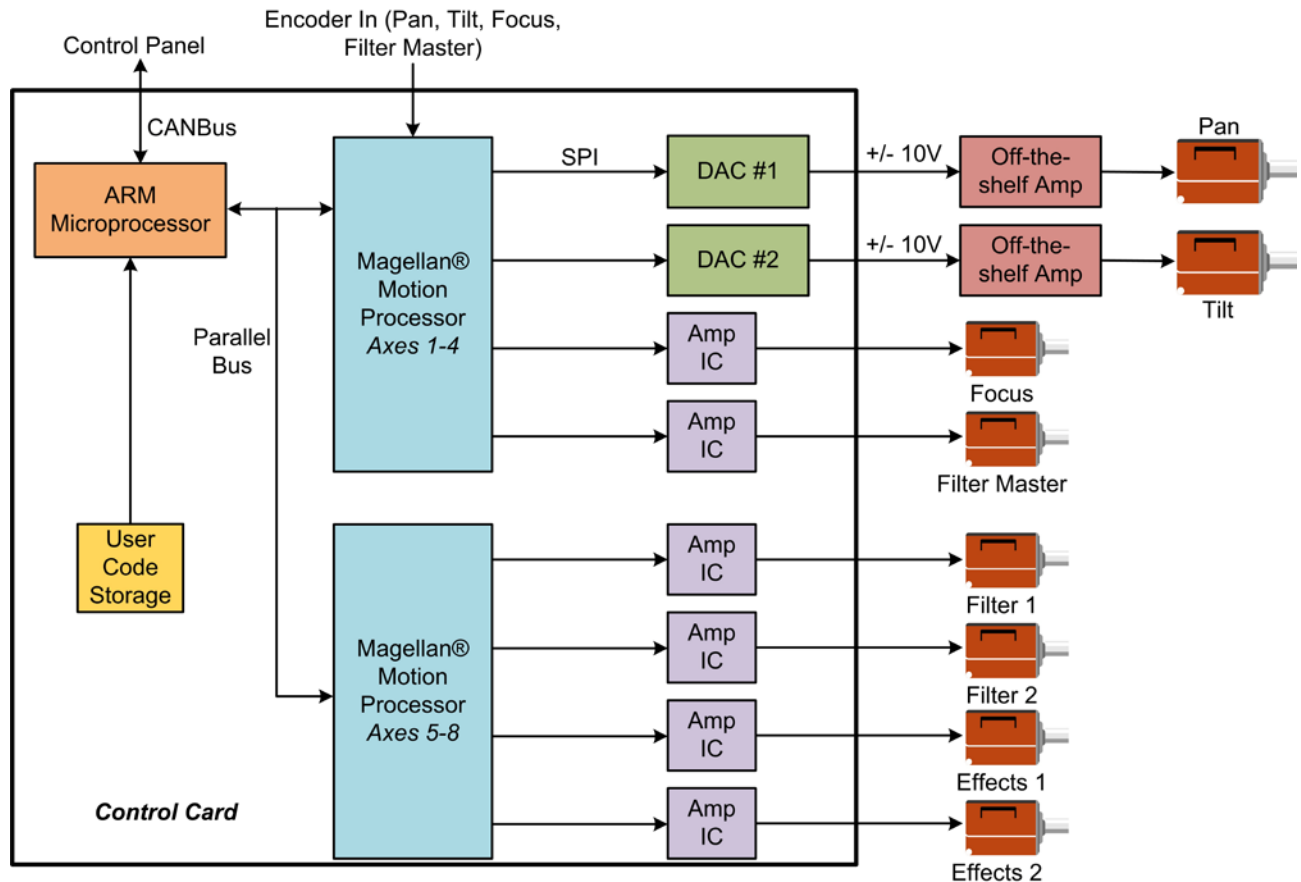 Encoder In (Pan, Tilt, Focus,
Filter Master)
Control Panel
CANBus
ARM
Microprocessor
Parallel
Bus
User
Code
Storage
Control Card
Magellan® 
Motion
Processor
Axes 1-4
Magellan®
Motion
Processor
Axes 5-8
SPI
DAC #1
+/- 10V
Off-the-
shelf Amp
Pan
DAC #2
+/- 10V
Off-the-
shelf Amp
Tilt
Amp
IC
Focus
Amp
IC
Filter Master
Amp
IC
Filter 1
Amp
IC
Filter 2
Amp
IC
Effects 1
Amp
IC
Effects 2